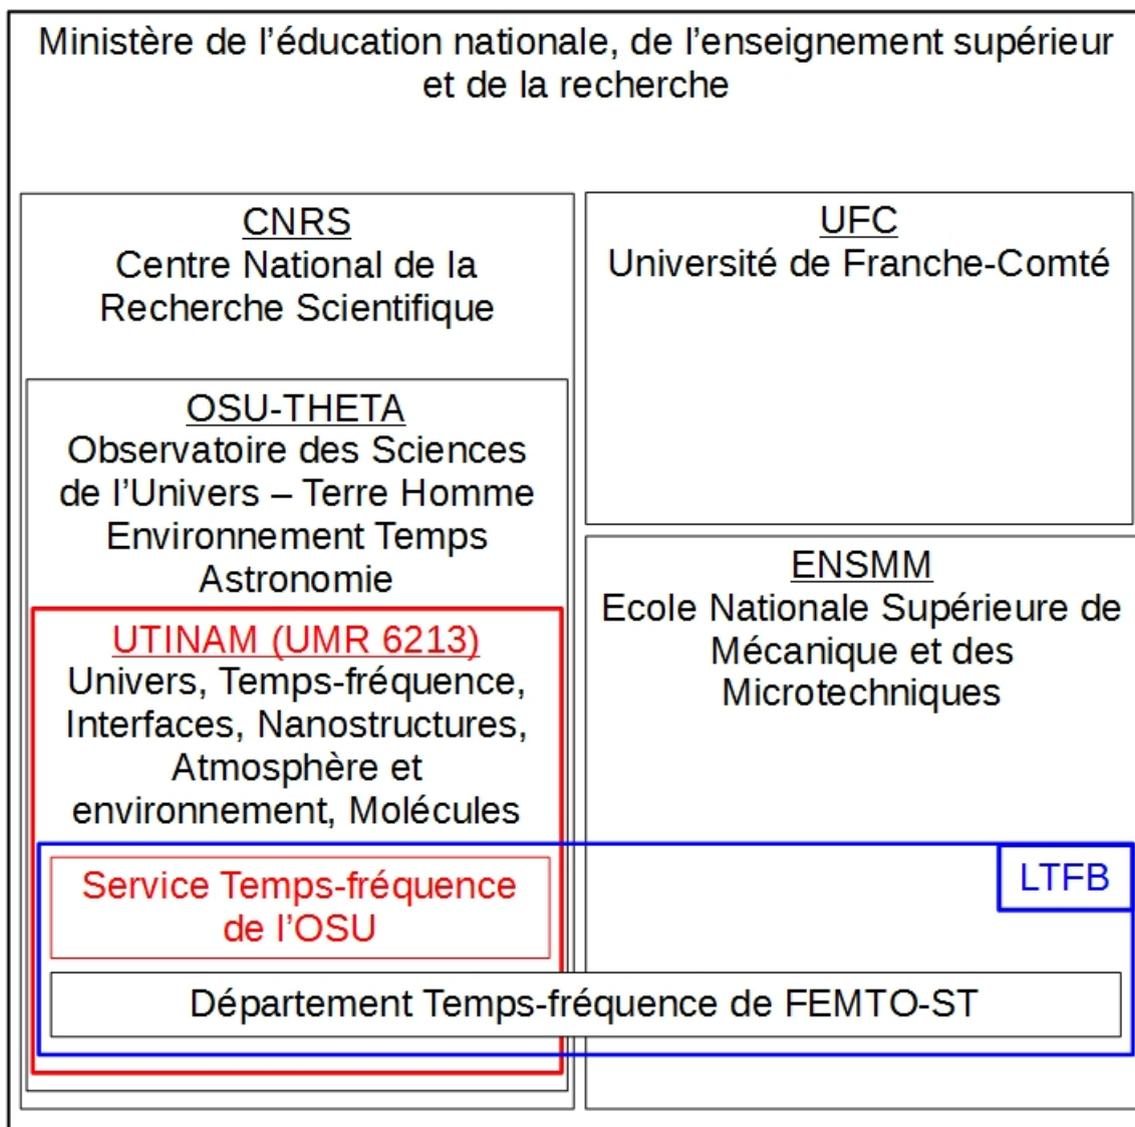 Ministère de l’éducation nationale, de l’enseignement supérieur
et de la recherche
CNRS
Centre National de la
Recherche Scientifique
UFC
Université de Franche-Comté
OSU-THETA
Observatoire des Sciences
de l’Univers – Terre Homme
Environnement Temps
Astronomie
ENSMM
Ecole Nationale Supérieure de
Mécanique et des
Microtechniques
UTINAM (UMR 6213)
Univers, Temps-fréquence,
Interfaces, Nanostructures,
Atmosphère et
environnement, Molécules
LTFB
Service Temps-fréquence
de l’OSU
Département Temps-fréquence de FEMTO-ST